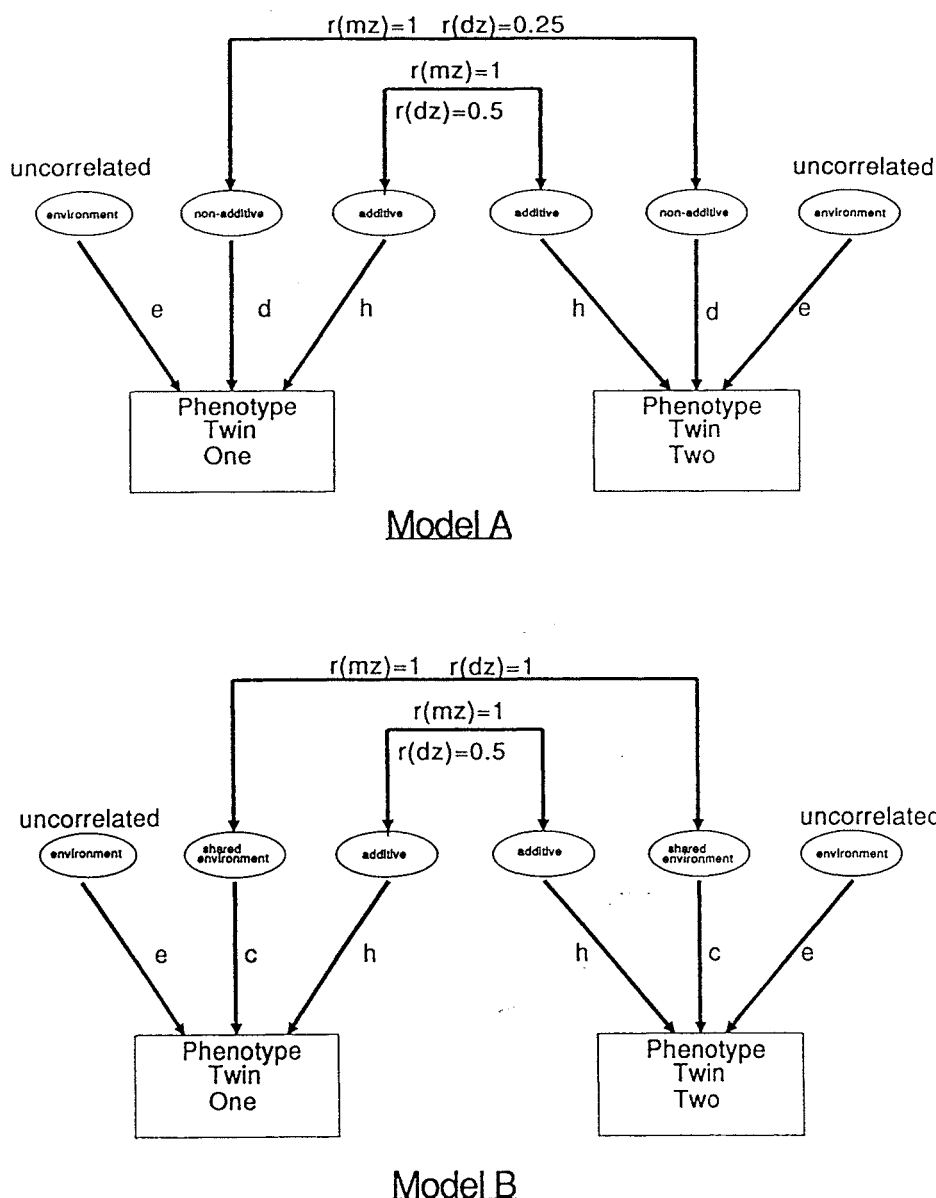 r(mz)=1 r(dz)=0.25
r(mz)=1
r(dz)=0.5
uncorrelated
uncorrelated
environment
non-additive
additive
additive
non-additive
environment
e
d
h
h
d
e
Phenotype
Twin
One
Phenotype
Twin
Two
Model A
r(mz)=1 r(dz)=1
r(mz)=1
r(dz)=0.5
uncorrelated
uncorrelated
environment
shared
environment
additive
additive
shared
environment
environment
e
c
h
h
c
e
Phenotype
Twin
One
Phenotype
Twin
Two
Model B